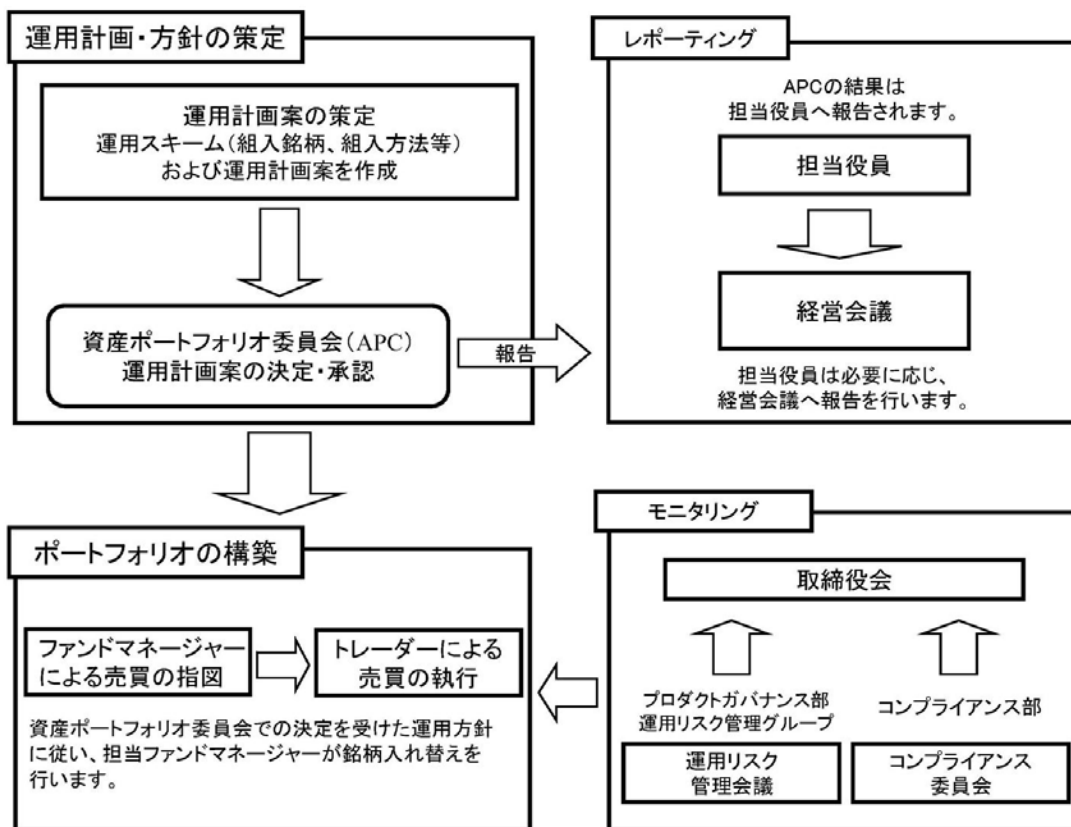 運用計画・方針の策定
運用計画案の策定
運用スキーム(組入銘柄、組入方法等)
および運用計画案を作成
資産ポートフォリオ委員会(APC)
運用計画案の決定・承認
報告
レポーティング
APCの結果は
担当役員へ報告されます。
担当役員
経営会議
担当役員は必要に応じ、
経営会議へ報告を行います。
ポートフォリオの構築
ファンドマネージャー
による売買の指図
トレーダーによる
売買の執行
資産ポートフォリオ委員会での決定を受けた運用方針
に従い、担当ファンドマネージャーが銘柄入れ替えを
行います。
モニタリング
取締役会
プロダクトガバナンス部
運用リスク管理グループ
コンプライアンス部
運用リスク
管理会議
コンプライアンス
委員会